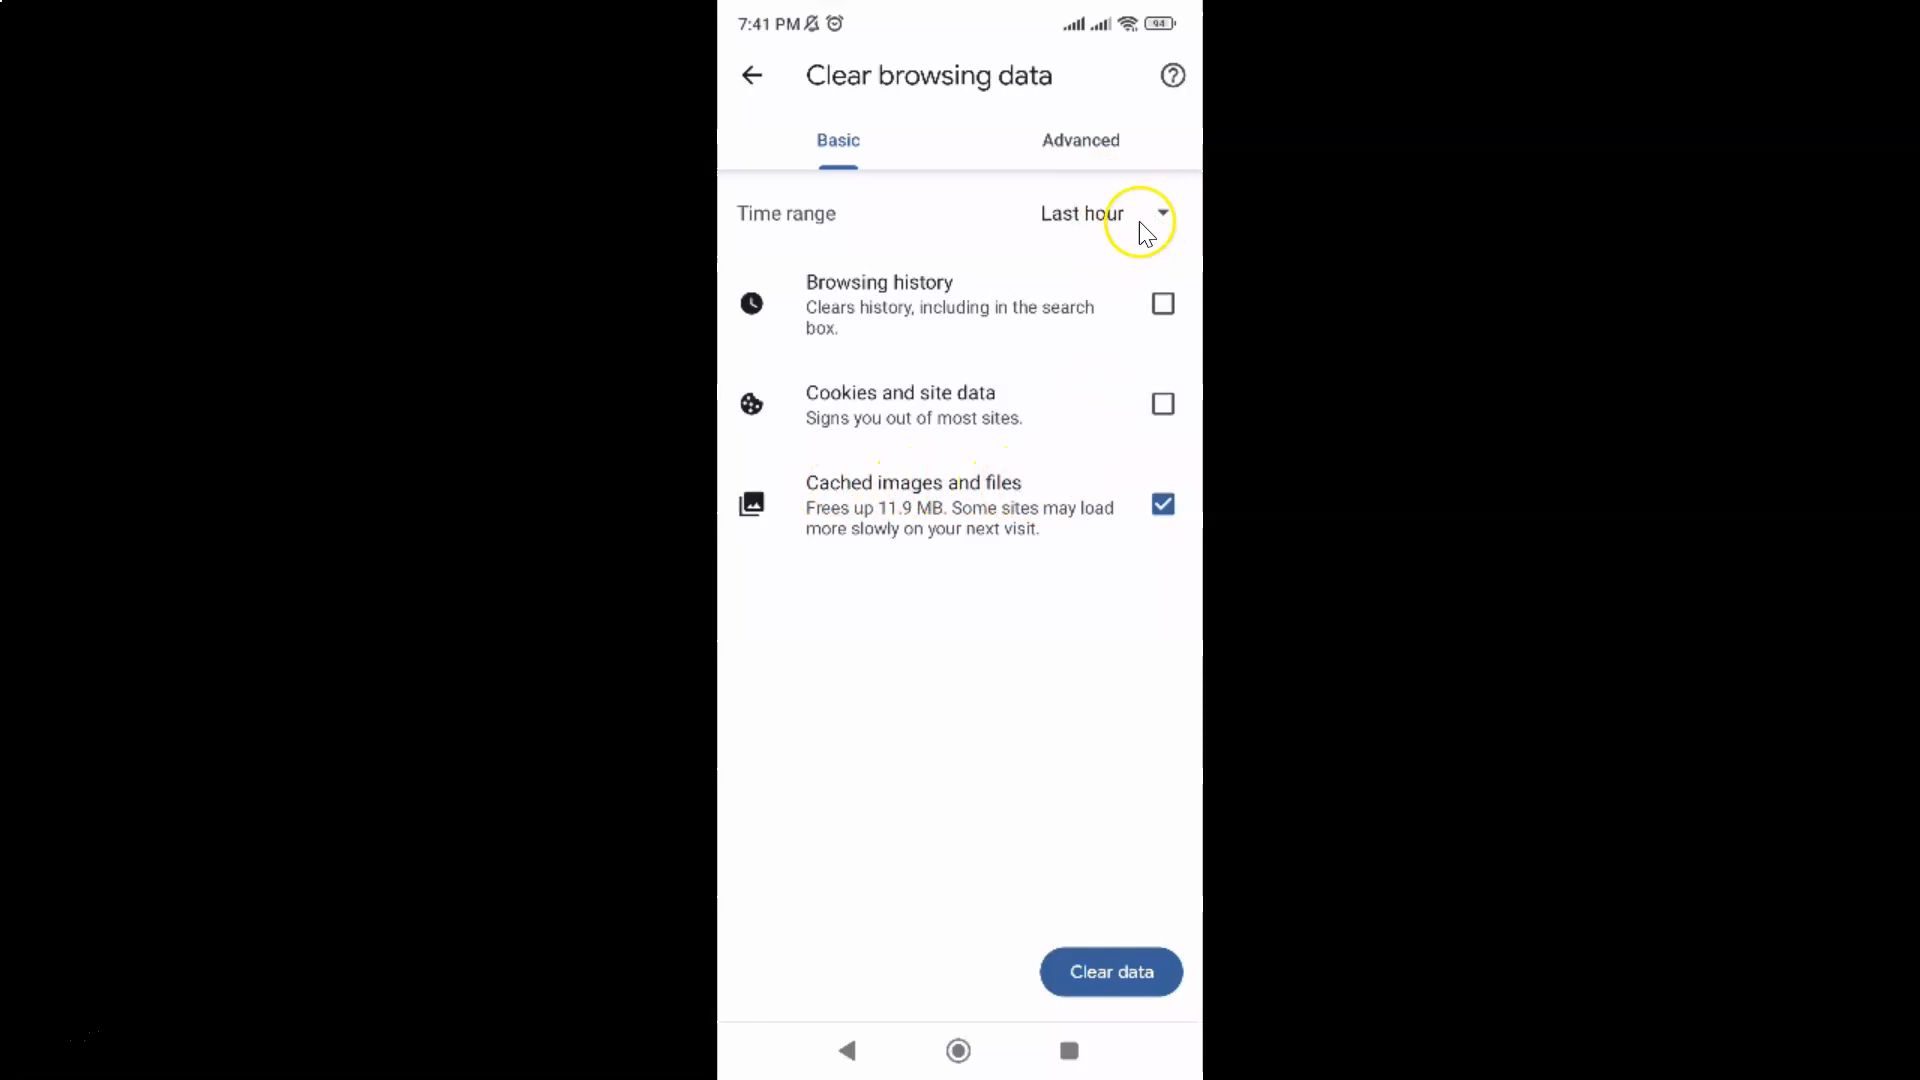 7:41 PM
94
Clear browsing data
Basic
Advanced
Time range
Last hour
Browsing history
Clears history, including in the search
box.
Cookies and site data
Signs you out of most sites.
Cached images and files
Frees up 11.9 MB. Some sites may load
more slowly on your next visit.
Clear data